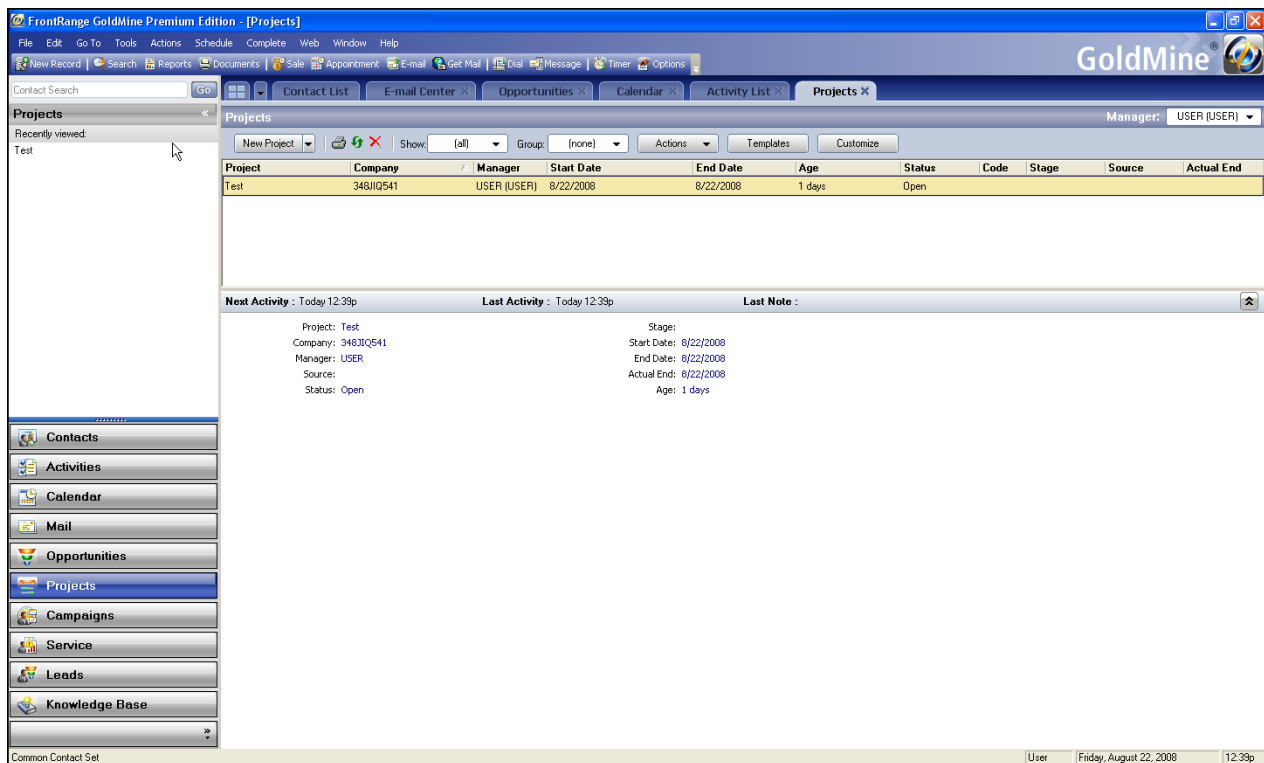 FrontRange GoldMine Premium Edition - [Projects]
File Edit Go To Tools Actions Schedule Complete Web Window Help
New Record Search Reports Documents Sale Appointment E-mail Get Mail Dial Message Timer Options
GoldMine®
Contact Search Go Contact List E-mail Center Opportunities Calendar Activity List Projects
Projects « Projects Manager: USER (USER)
Recently viewed:
Test
New Project Show: (all) Group: (none) Actions Templates Customize
Project Company Manager Start Date End Date Age Status Code Stage Source Actual End
Test 348JIQ541 USER (USER) 8/22/2008 8/22/2008 1 days Open
Next Activity : Today 12:39p Last Activity : Today 12:39p Last Note :
Project: Test Stage:
Company: 348JIQ541 Start Date: 8/22/2008
Manager: USER End Date: 8/22/2008
Source: Actual End: 8/22/2008
Status: Open Age: 1 days
Contacts
Activities
Calendar
Mail
Opportunities
Projects
Campaigns
Service
Leads
Knowledge Base
»
Common Contact Set User Friday, August 22, 2008 12:39p